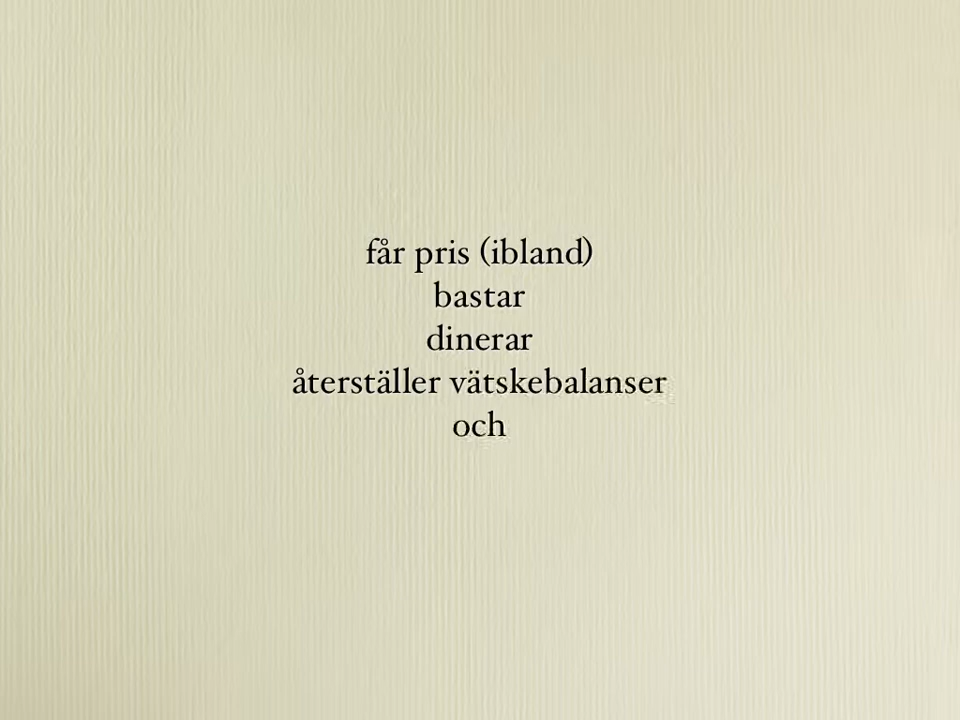 får pris (ibland)
bastar
dinerar
återställer vätskebalanser
och